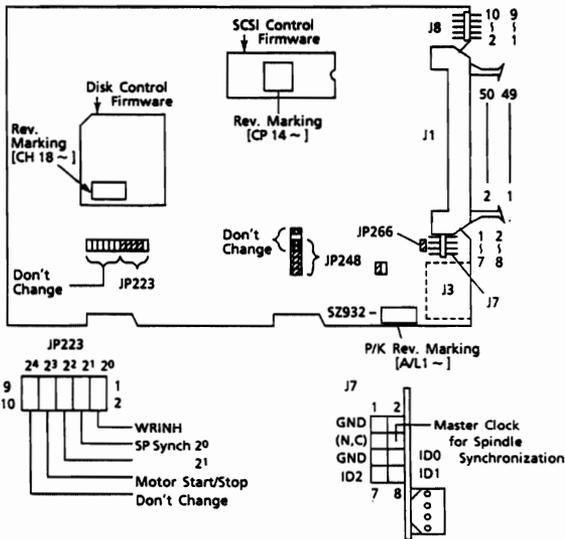 SCSI Control
Firmware
J8
10 9
2 1
Disk Control
Firmware
Rev.
Marking
[CH 18 ~ ]
Rev. Marking
[CP 14 ~ ]
50 49
J1
2 1
Don't
Change
JP266
JP248
1 2
7 8
Don't
Change
JP223
J3
J7
SZ932
P/K Rev. Marking
[A/L1 ~ ]
JP223
2⁴ 2³ 2² 2¹ 2⁰
9 1
10 2
WRINH
SP Synch 2⁰
2¹
Motor Start/Stop
Don't Change
J7
1 2
GND
(N,C)
GND
ID2
Master Clock
for Spindle
Synchronization
ID0
ID1
7 8